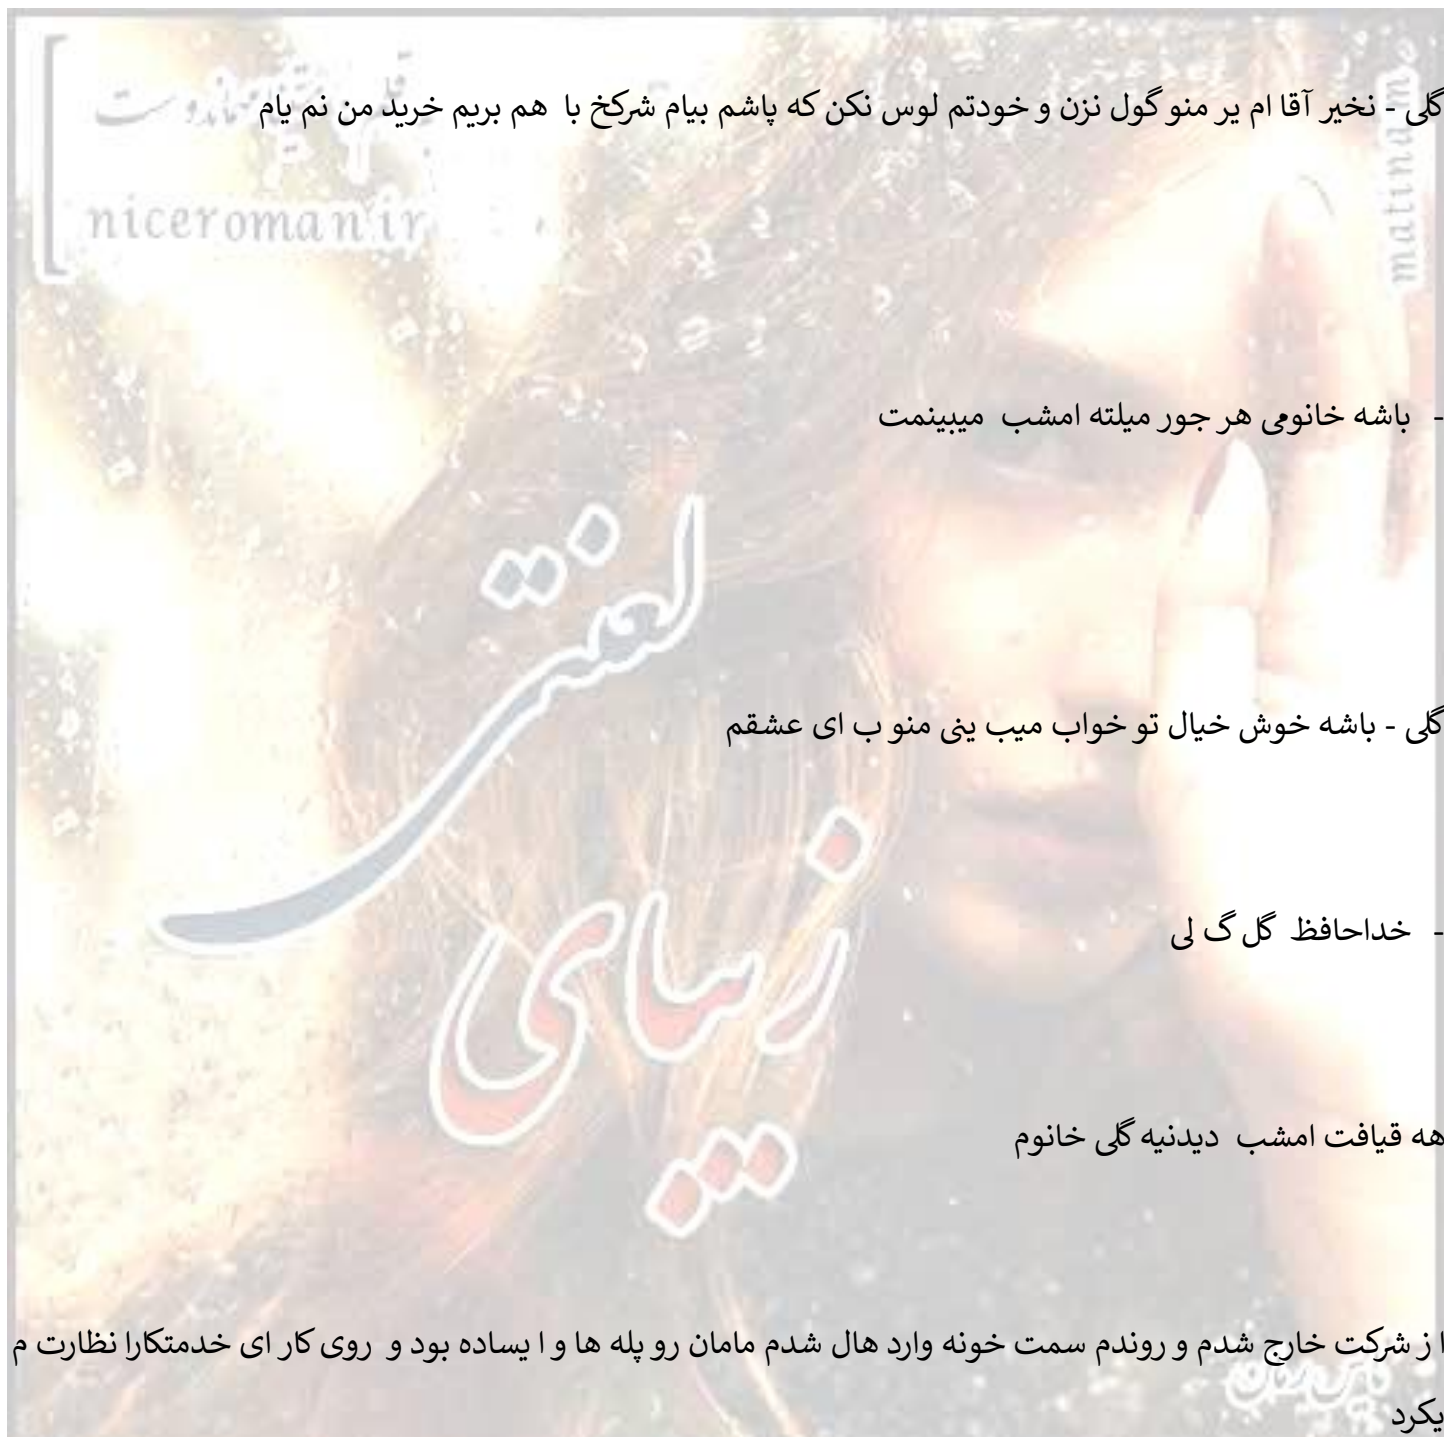 گلی - نخیر آقا ام یر منو گول نزن و خودتم لوس نکن که پاشم بیام شرکخ با هم بریم خرید من نم یام
niceroman.ir
matinam
- باشه خانومی هر جور میلته امشب میبینمت
لعنتی
گلی - باشه خوش خیال تو خواب میب ینی منو ب ای عشقم
زیبای
- خداحافظ گل گ لی
هه قیافت امشب دیدنیه گلی خانوم
ا ز شرکت خارج شدم و روندم سمت خونه وارد هال شدم مامان رو پله ها و ا یساده بود و روی کار ای خدمتکارا نظارت م
یکرد